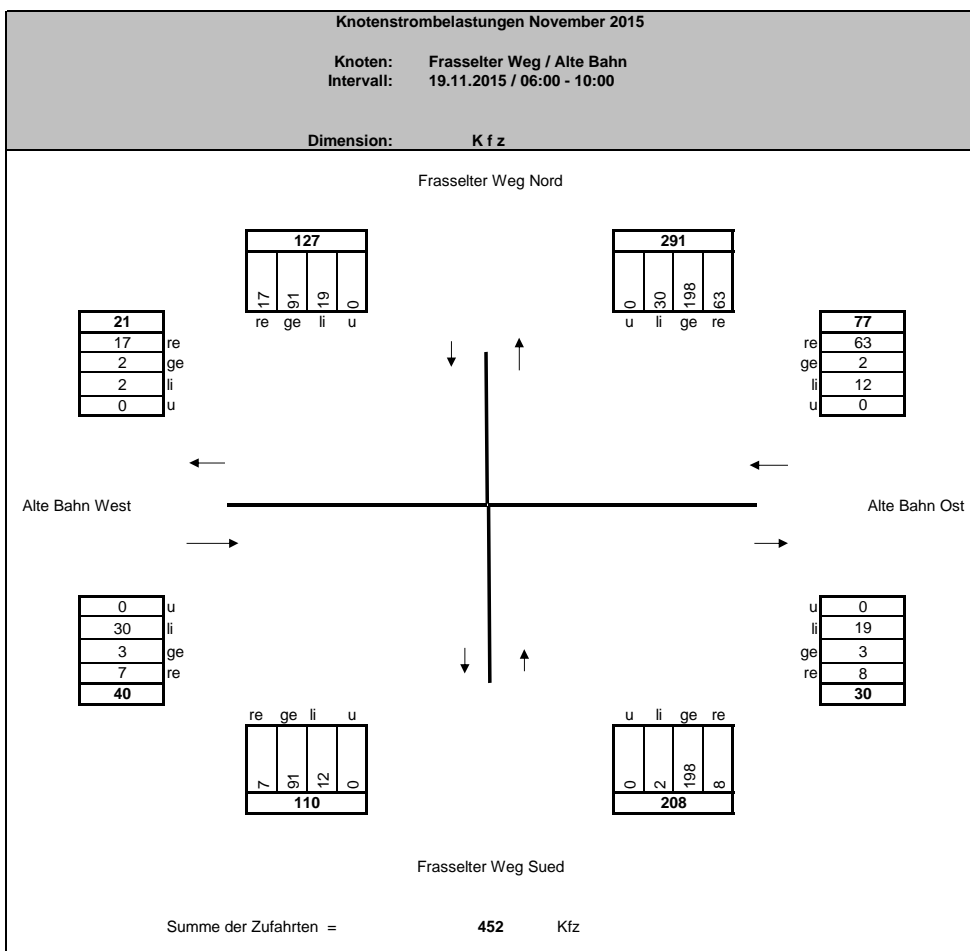 Knotenstrombelastungen November 2015
Knoten: Frasselter Weg / Alte Bahn
Intervall: 19.11.2015 / 06:00 - 10:00
Dimension: K f z
Frasselter Weg Nord
127
17 91 19 0
re ge li u
291
0 30 198 63
u li ge re
21
17 re
2 ge
2 li
0 u
77
re 63
ge 2
li 12
u 0
Alte Bahn West
Alte Bahn Ost
0 u
30 li
3 ge
7 re
40
u 0
li 19
ge 3
re 8
30
re ge li u
7 91 12 0
110
u li ge re
0 2 198 8
208
Frasselter Weg Sued
Summe der Zufahrten = 452 Kfz